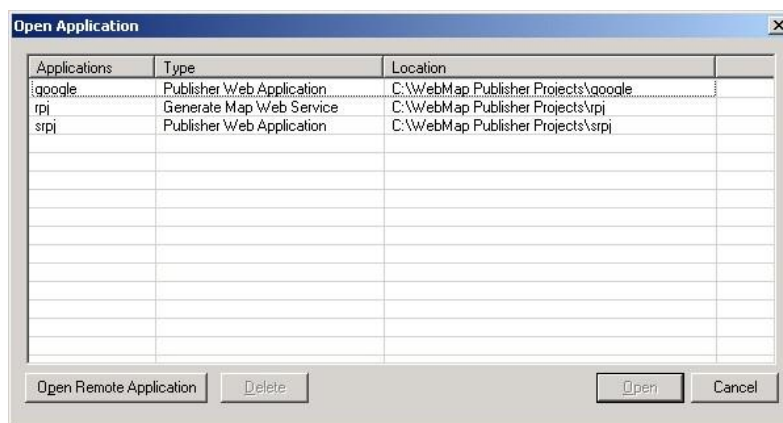 Open Application
Applications Type Location
google Publisher Web Application C:\WebMap Publisher Projects\google
rpj Generate Map Web Service C:\WebMap Publisher Projects\rpj
srpj Publisher Web Application C:\WebMap Publisher Projects\srpj
Open Remote Application Delete Open Cancel